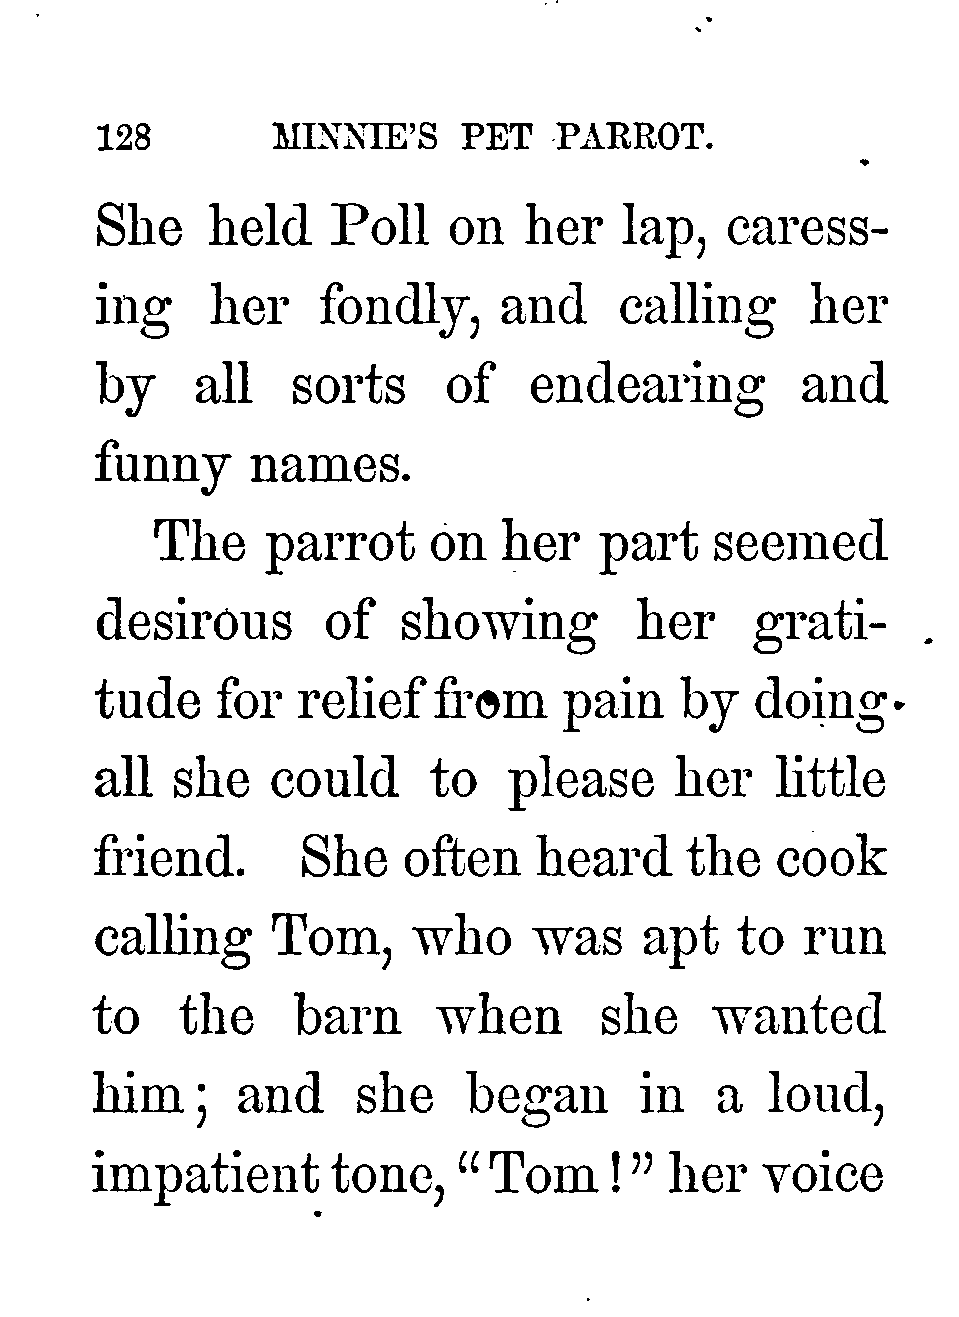 128 MINNIE'S PET PARROT.
She held Poll on her lap, caress-
ing her fondly, and calling her
by all sorts of endearing and
funny names.
The parrot on her part seemed
desirous of showing her grati-
tude for relief from pain by doing
all she could to please her little
friend. She often heard the cook
calling Tom, who was apt to run
to the barn when she wanted
him; and she began in a loud,
impatient tone, "Tom!" her voice